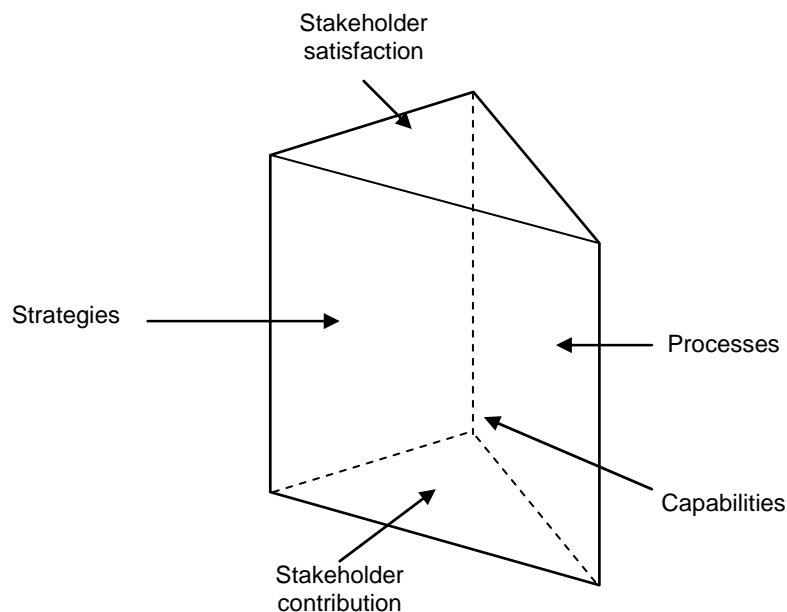 Stakeholder
satisfaction
Strategies
Processes
Capabilities
Stakeholder
contribution